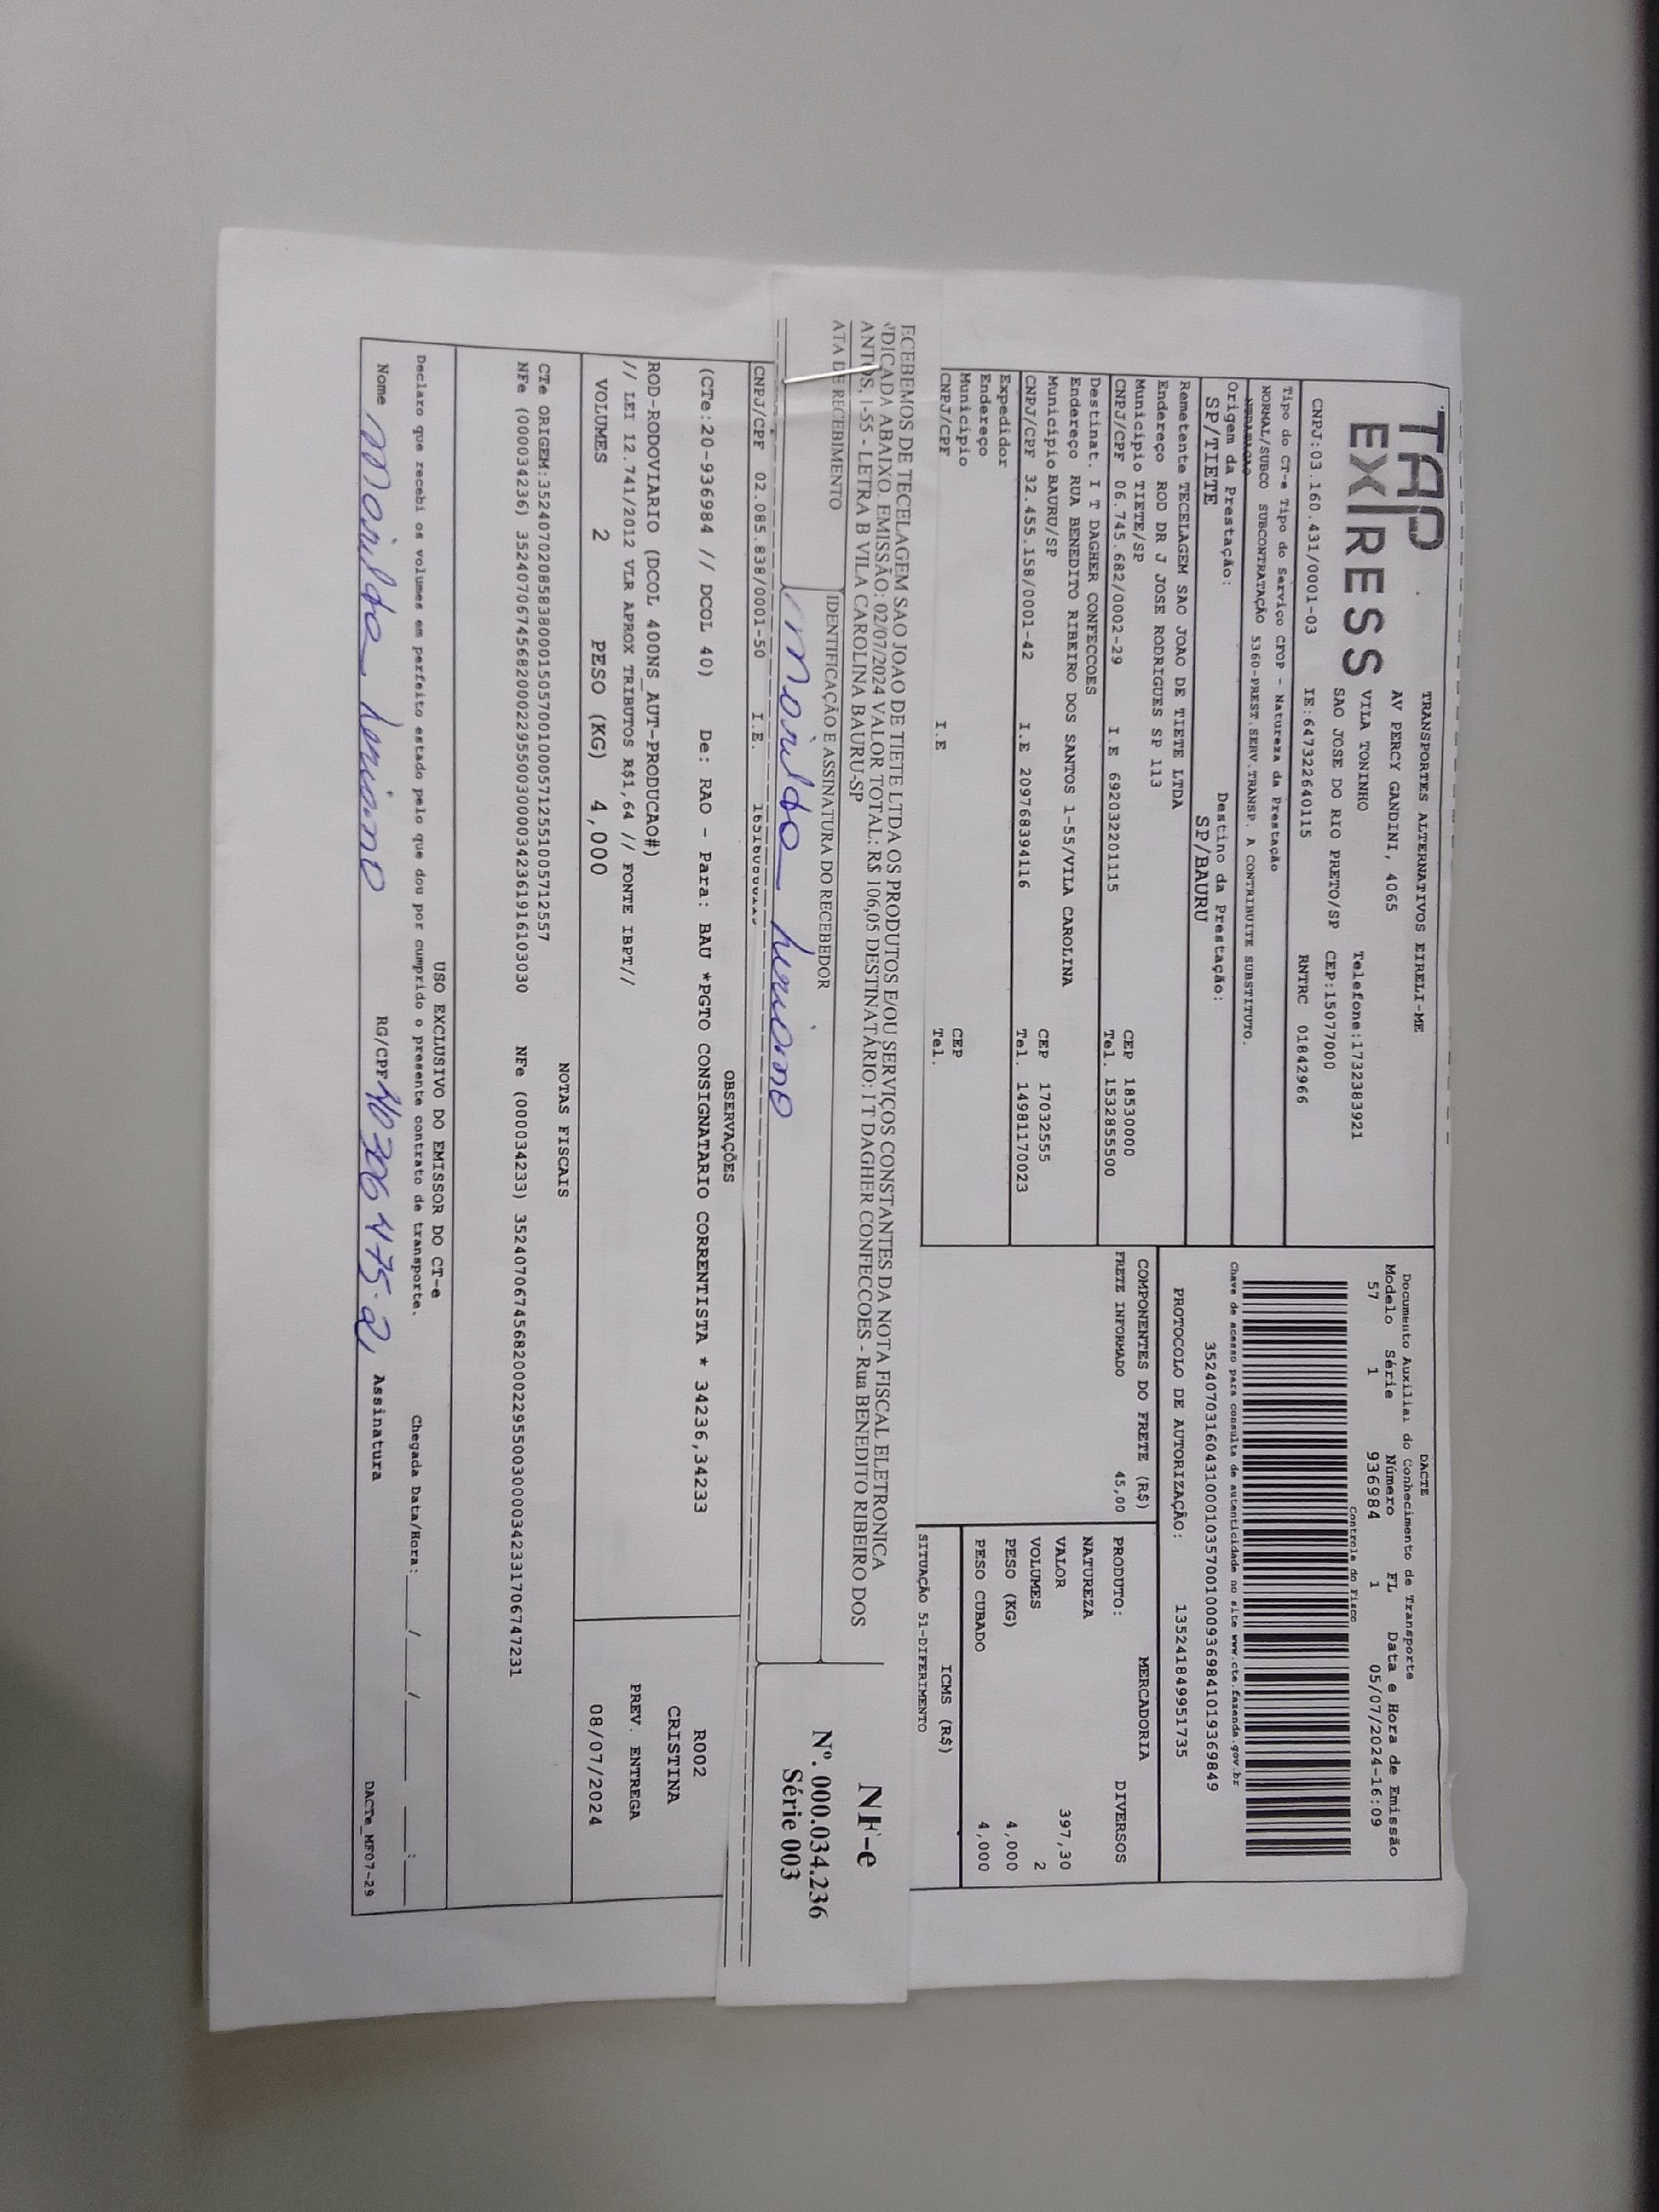 TAP
EXPRESS
TRANSPORTES ALTERNATIVOS EIRELI-ME
AV PERCY GANDINI, 4065
VILA TONINHO Telefone:1732383921
SAO JOSE DO RIO PRETO/SP CEP:15077000
CNPJ:03.160.431/0001-03 IE:647322640115 RNTRC 01842966
Tipo do CT-e Tipo do Serviço CFOP - Natureza da Prestação
NORMAL/SUBCO SUBCONTRATAÇÃO 5360-PREST.SERV.TRANSP. A CONTRIBUITE SUBSTITUTO.
Origem da Prestação: Destino da Prestação:
SP/TIETE SP/BAURU
Remetente TECELAGEM SAO JOAO DE TIETE LTDA
Endereço ROD DR J JOSE RODRIGUES SP 113
Município TIETE/SP CEP 18530000
CNPJ/CPF 06.745.682/0002-29 I.E 692032201115 Tel. 1532855500
Destinat. I T DAGHER CONFECCOES
Endereço RUA BENEDITO RIBEIRO DOS SANTOS 1-55/VILA CAROLINA
Município BAURU/SP CEP 17032555
CNPJ/CPF 32.455.158/0001-42 I.E 209768394116 Tel. 14981170023
Expedidor
Endereço
Município CEP
CNPJ/CPF I.E Tel.
DACTE
Documento Auxiliar do Conhecimento de Transporte
Modelo Série Número FL Data e Hora de Emissão
57 1 936984 1 05/07/2024-16:09
Controle do Fisco
Chave de acesso para consulta de autenticidade no site www.cte.fazenda.gov.br
35240703160431000103570010009369841019369849
PROTOCOLO DE AUTORIZAÇÃO: 135241849951735
COMPONENTES DO FRETE (R$)
FRETE INFORMADO 45,00
MERCADORIA
PRODUTO: DIVERSOS
NATUREZA
VALOR 397,30
VOLUMES 2
PESO (KG) 4,000
PESO CUBADO 4,000
ICMS (R$)
SITUAÇÃO 51-DIFERIMENTO
ECEBEMOS DE TECELAGEM SAO JOAO DE TIETE LTDA OS PRODUTOS E/OU SERVIÇOS CONSTANTES DA NOTA FISCAL ELETRONICA
NDICADA ABAIXO. EMISSÃO: 02/07/2024 VALOR TOTAL: R$ 106,05 DESTINATÁRIO: I T DAGHER CONFECCOES - Rua BENEDITO RIBEIRO DOS
ANTOS, 1-55 - LETRA B VILA CAROLINA BAURU-SP
ATA DE RECEBIMENTO IDENTIFICAÇÃO E ASSINATURA DO RECEBEDOR
NF-e
Nº. 000.034.236
Série 003
CNPJ/CPF 02.085.838/0001-50 I.E.
OBSERVAÇÕES
(CTe:20-936984 // DCOL 40) De: RAO - Para: BAU *PGTO CONSIGNATARIO CORRENTISTA * 34236,34233
ROD-RODOVIARIO (DCOL 400NS_AUT-PRODUCAO#)
// LEI 12.741/2012 VLR APROX TRIBUTOS R$1,64 // FONTE IBPT//
R002
CRISTINA
VOLUMES 2 PESO (KG) 4,000
PREV. ENTREGA
08/07/2024
NOTAS FISCAIS
CTe ORIGEM:35240702085838000150570010005712551005712557
NFe (000034236) 35240706745682000229550030000342361916103030 NFe (000034233) 35240706745682000229550030000342331706747231
USO EXCLUSIVO DO EMISSOR DO CT-e
Declaro que recebi os volumes em perfeito estado pelo que dou por cumprido o presente contrato de transporte. Chegada Data/Hora:____/____/____ ___:___
Nome RG/CPF Assinatura DACTe_MF07-29